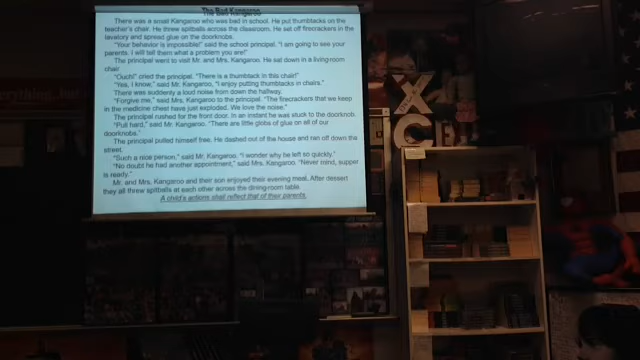 The Bad Kangaroo
There was a small Kangaroo who was bad in school. He put thumbtacks on the
teacher's chair. He threw spitballs across the classroom. He set off firecrackers in the
lavatory and spread glue on the doorknobs.
"Your behavior is impossible!" said the school principal. "I am going to see your
parents. I will tell them what a problem you are!"
The principal went to visit Mr. and Mrs. Kangaroo. He sat down in a living-room
chair.
"Ouch!" cried the principal. "There is a thumbtack in this chair!"
"Yes, I know," said Mr. Kangaroo, "I enjoy putting thumbtacks in chairs."
There was suddenly a loud noise from down the hallway.
"Forgive me," said Mrs. Kangaroo to the principal. "The firecrackers that we keep
in the medicine chest have just exploded. We love the noise."
The principal rushed for the front door. In an instant he was stuck to the doorknob.
"Pull hard," said Mr. Kangaroo. "There are little globs of glue on all of our
doorknobs."
The principal pulled himself free. He dashed out of the house and ran off down the
street.
"Such a nice person," said Mr. Kangaroo. "I wonder why he left so quickly."
"No doubt he had another appointment," said Mrs. Kangaroo. "Never mind, supper
is ready."
Mr. and Mrs. Kangaroo and their son enjoyed their evening meal. After dessert
they all threw spitballs at each other across the dining-room table.
A child's actions shall reflect that of their parents.
everything, but
X
C